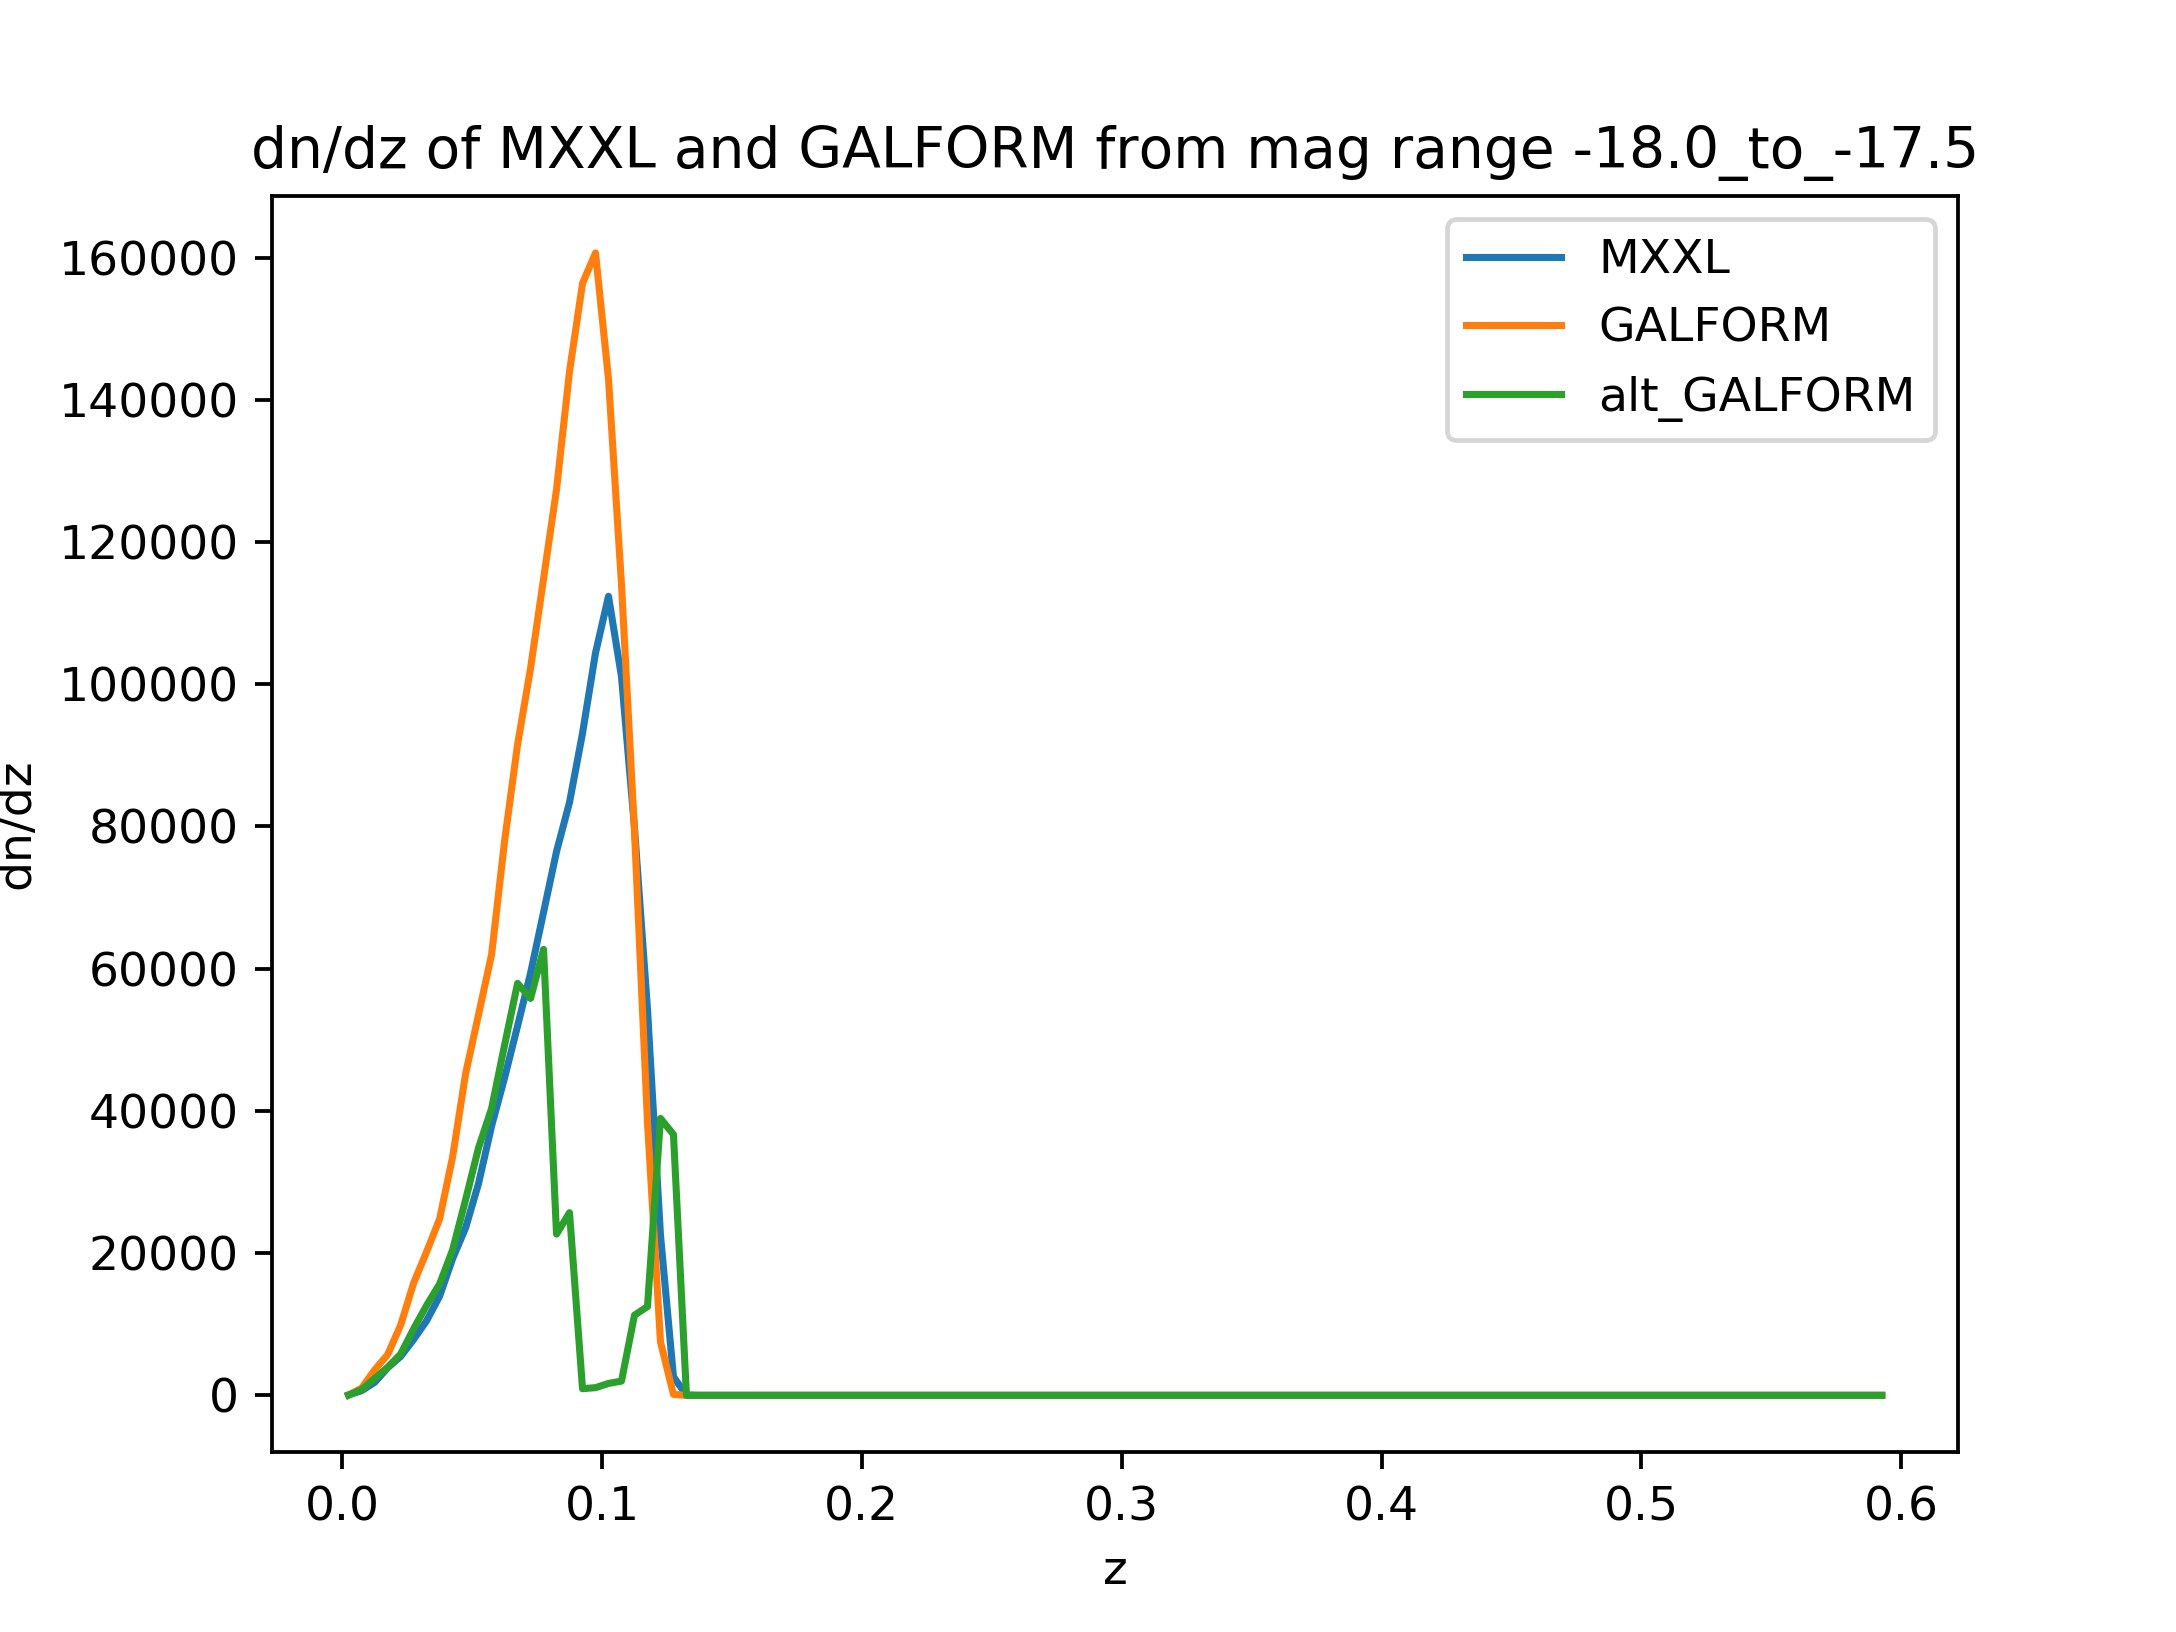 dn/dz of MXXL and GALFORM from mag range -18.0_to_-17.5
MXXL
GALFORM
alt_GALFORM
160000
140000
120000
100000
80000
60000
40000
20000
0
dn/dz
0.0 0.1 0.2 0.3 0.4 0.5 0.6
z